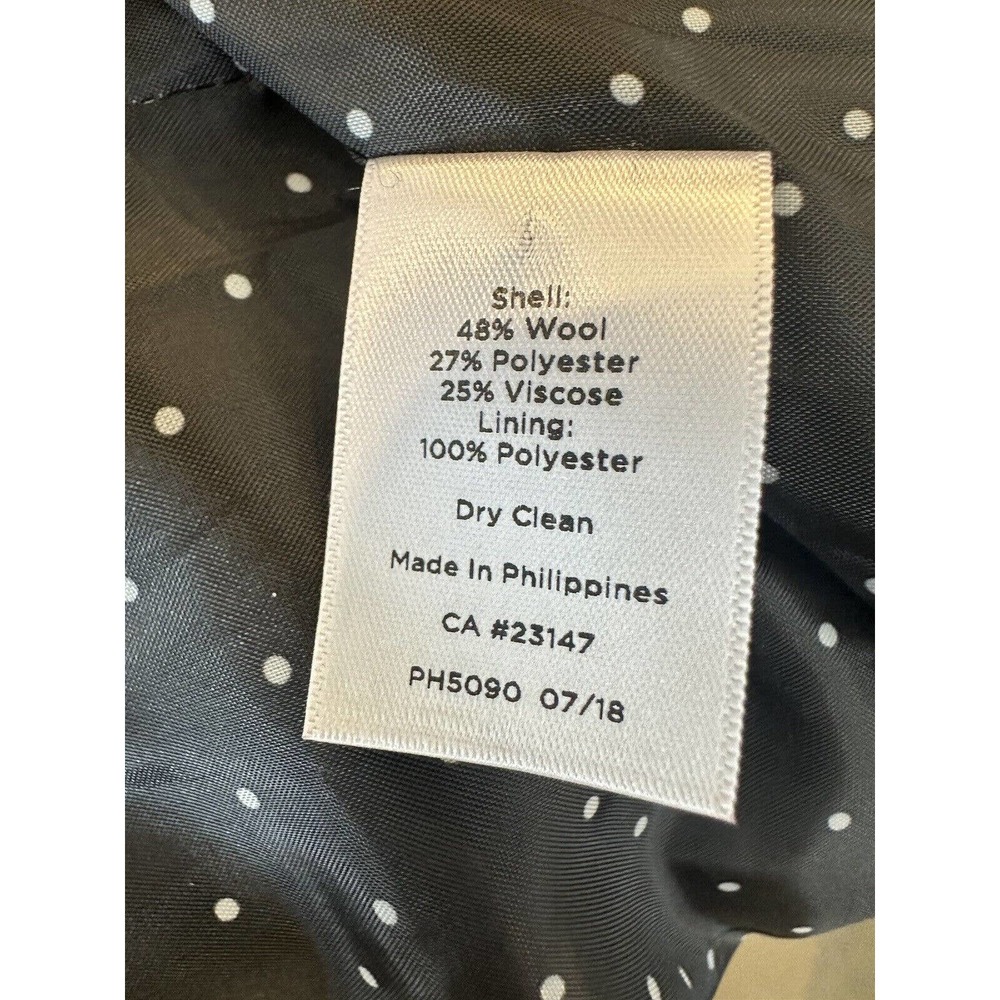 Shell:
48% Wool
27% Polyester
25% Viscose
Lining:
100% Polyester
Dry Clean
Made In Philippines
CA #23147
PH5090 07/18